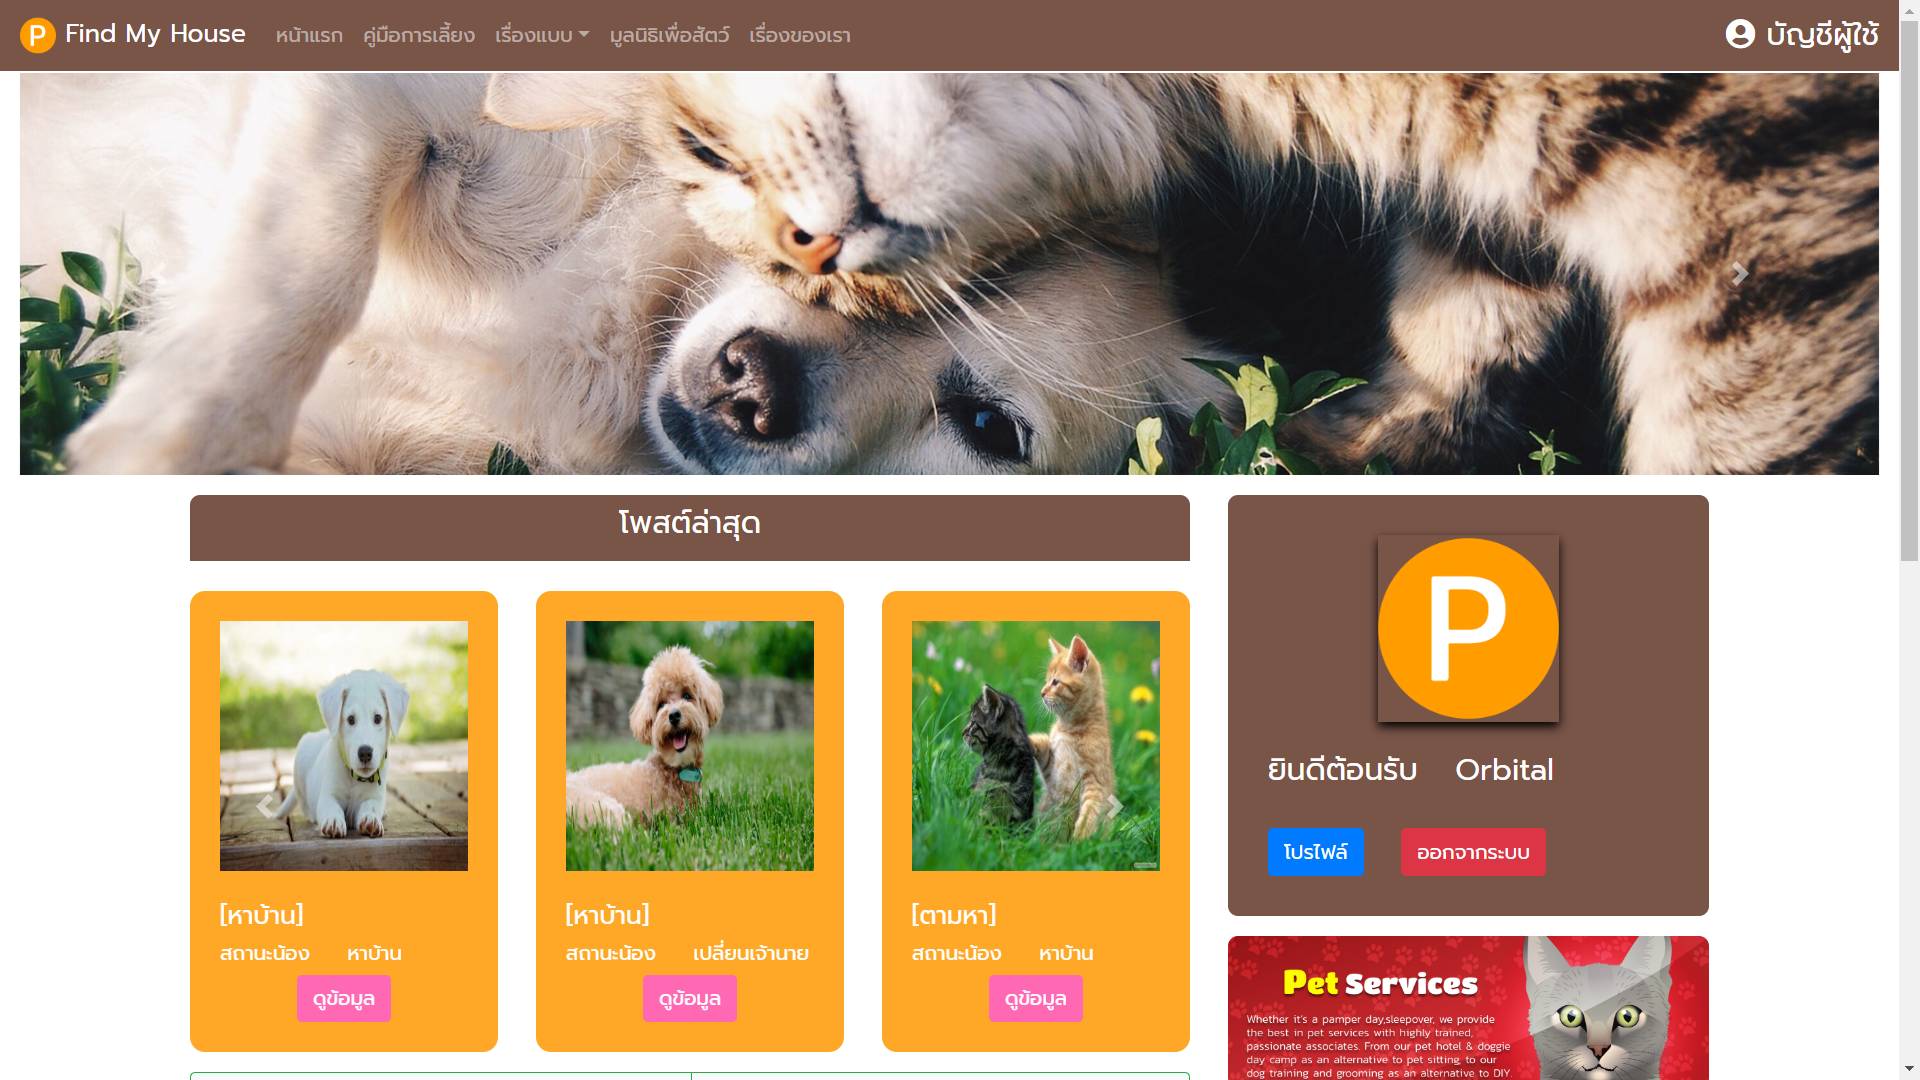 P Find My House หน้าแรก คู่มือการเลี้ยง เรื่องแบบ มูลนิธิเพื่อสัตว์ เรื่องของเรา บัญชีผู้ใช้
โพสต์ล่าสุด
P
ยินดีต้อนรับ Orbital
โปรไฟล์ ออกจากระบบ
[หาบ้าน]
สถานะน้อง หาบ้าน
ดูข้อมูล
[หาบ้าน]
สถานะน้อง เปลี่ยนเจ้านาย
ดูข้อมูล
[ตามหา]
สถานะน้อง หาบ้าน
ดูข้อมูล
Pet Services
Whether it's a pamper day,sleepover, we provide
the best in pet services with highly trained,
passionate associates. From our pet hotel & doggie
day camp as an alternative to pet sitting, to our
dog training and grooming as an alternative to DIY.